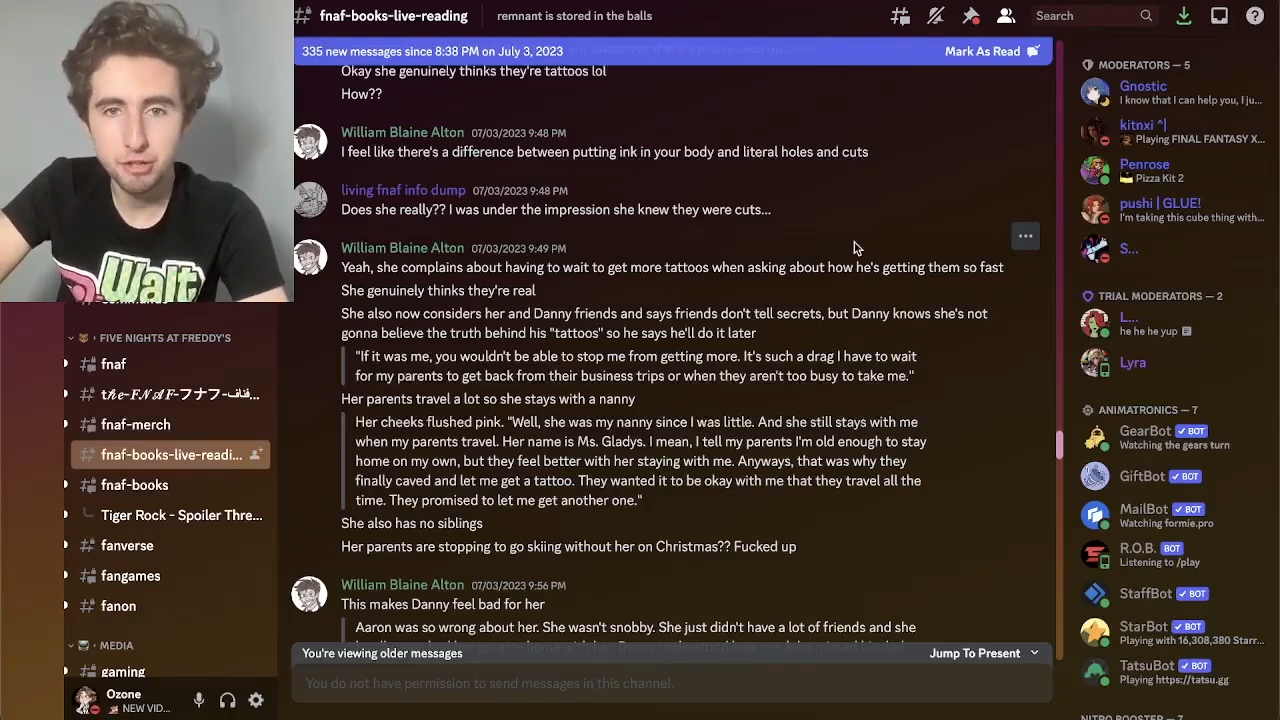 fnaf-books-live-reading
remnant is stored in the balls
Search
335 new messages since 8:38 PM on July 3, 2023
Mark As Read
Okay she genuinely thinks they're tattoos lol
How??
William Blaine Alton 07/03/2023 9:48 PM
I feel like there's a difference between putting ink in your body and literal holes and cuts
living fnaf info dump 07/03/2023 9:48 PM
Does she really?? I was under the impression she knew they were cuts...
William Blaine Alton 07/03/2023 9:49 PM
Yeah, she complains about having to wait to get more tattoos when asking about how he's getting them so fast
She genuinely thinks they're real
She also now considers her and Danny friends and says friends don't tell secrets, but Danny knows she's not
gonna believe the truth behind his "tattoos" so he says he'll do it later
"If it was me, you wouldn't be able to stop me from getting more. It's such a drag I have to wait
for my parents to get back from their business trips or when they aren't too busy to take me."
Her parents travel a lot so she stays with a nanny
Her cheeks flushed pink. "Well, she was my nanny since I was little. And she still stays with me
when my parents travel. Her name is Ms. Gladys. I mean, I tell my parents I'm old enough to stay
home on my own, but they feel better with her staying with me. Anyways, that was why they
finally caved and let me get a tattoo. They wanted it to be okay with me that they travel all the
time. They promised to let me get another one."
She also has no siblings
Her parents are stopping to go skiing without her on Christmas?? Fucked up
William Blaine Alton 07/03/2023 9:56 PM
This makes Danny feel bad for her
Aaron was so wrong about her. She wasn't snobby. She just didn't have a lot of friends and she
You're viewing older messages
Jump To Present
You do not have permission to send messages in this channel.
Walt
FIVE NIGHTS AT FREDDY'S
fnaf
fnaf-merch
fnaf-books-live-readi...
fnaf-books
Tiger Rock - Spoiler Thre...
fanverse
fangames
fanon
MEDIA
gaming
Ozone
NEW VID...
MODERATORS — 5
Gnostic
I know that I can help you, I ju...
kitnxi ^|
Playing FINAL FANTASY X...
Penrose
Pizza Kit 2
pushi | GLUE!
I'm taking this cube thing with...
S...
TRIAL MODERATORS — 2
L...
he he he yup
Lyra
ANIMATRONICS — 7
GearBot BOT
Watching the gears turn
GiftBot BOT
MailBot BOT
Watching formie.pro
R.O.B. BOT
Listening to /play
StaffBot BOT
StarBot BOT
Playing with 16,308,380 Starr...
TatsuBot BOT
Playing https://tatsu.gg